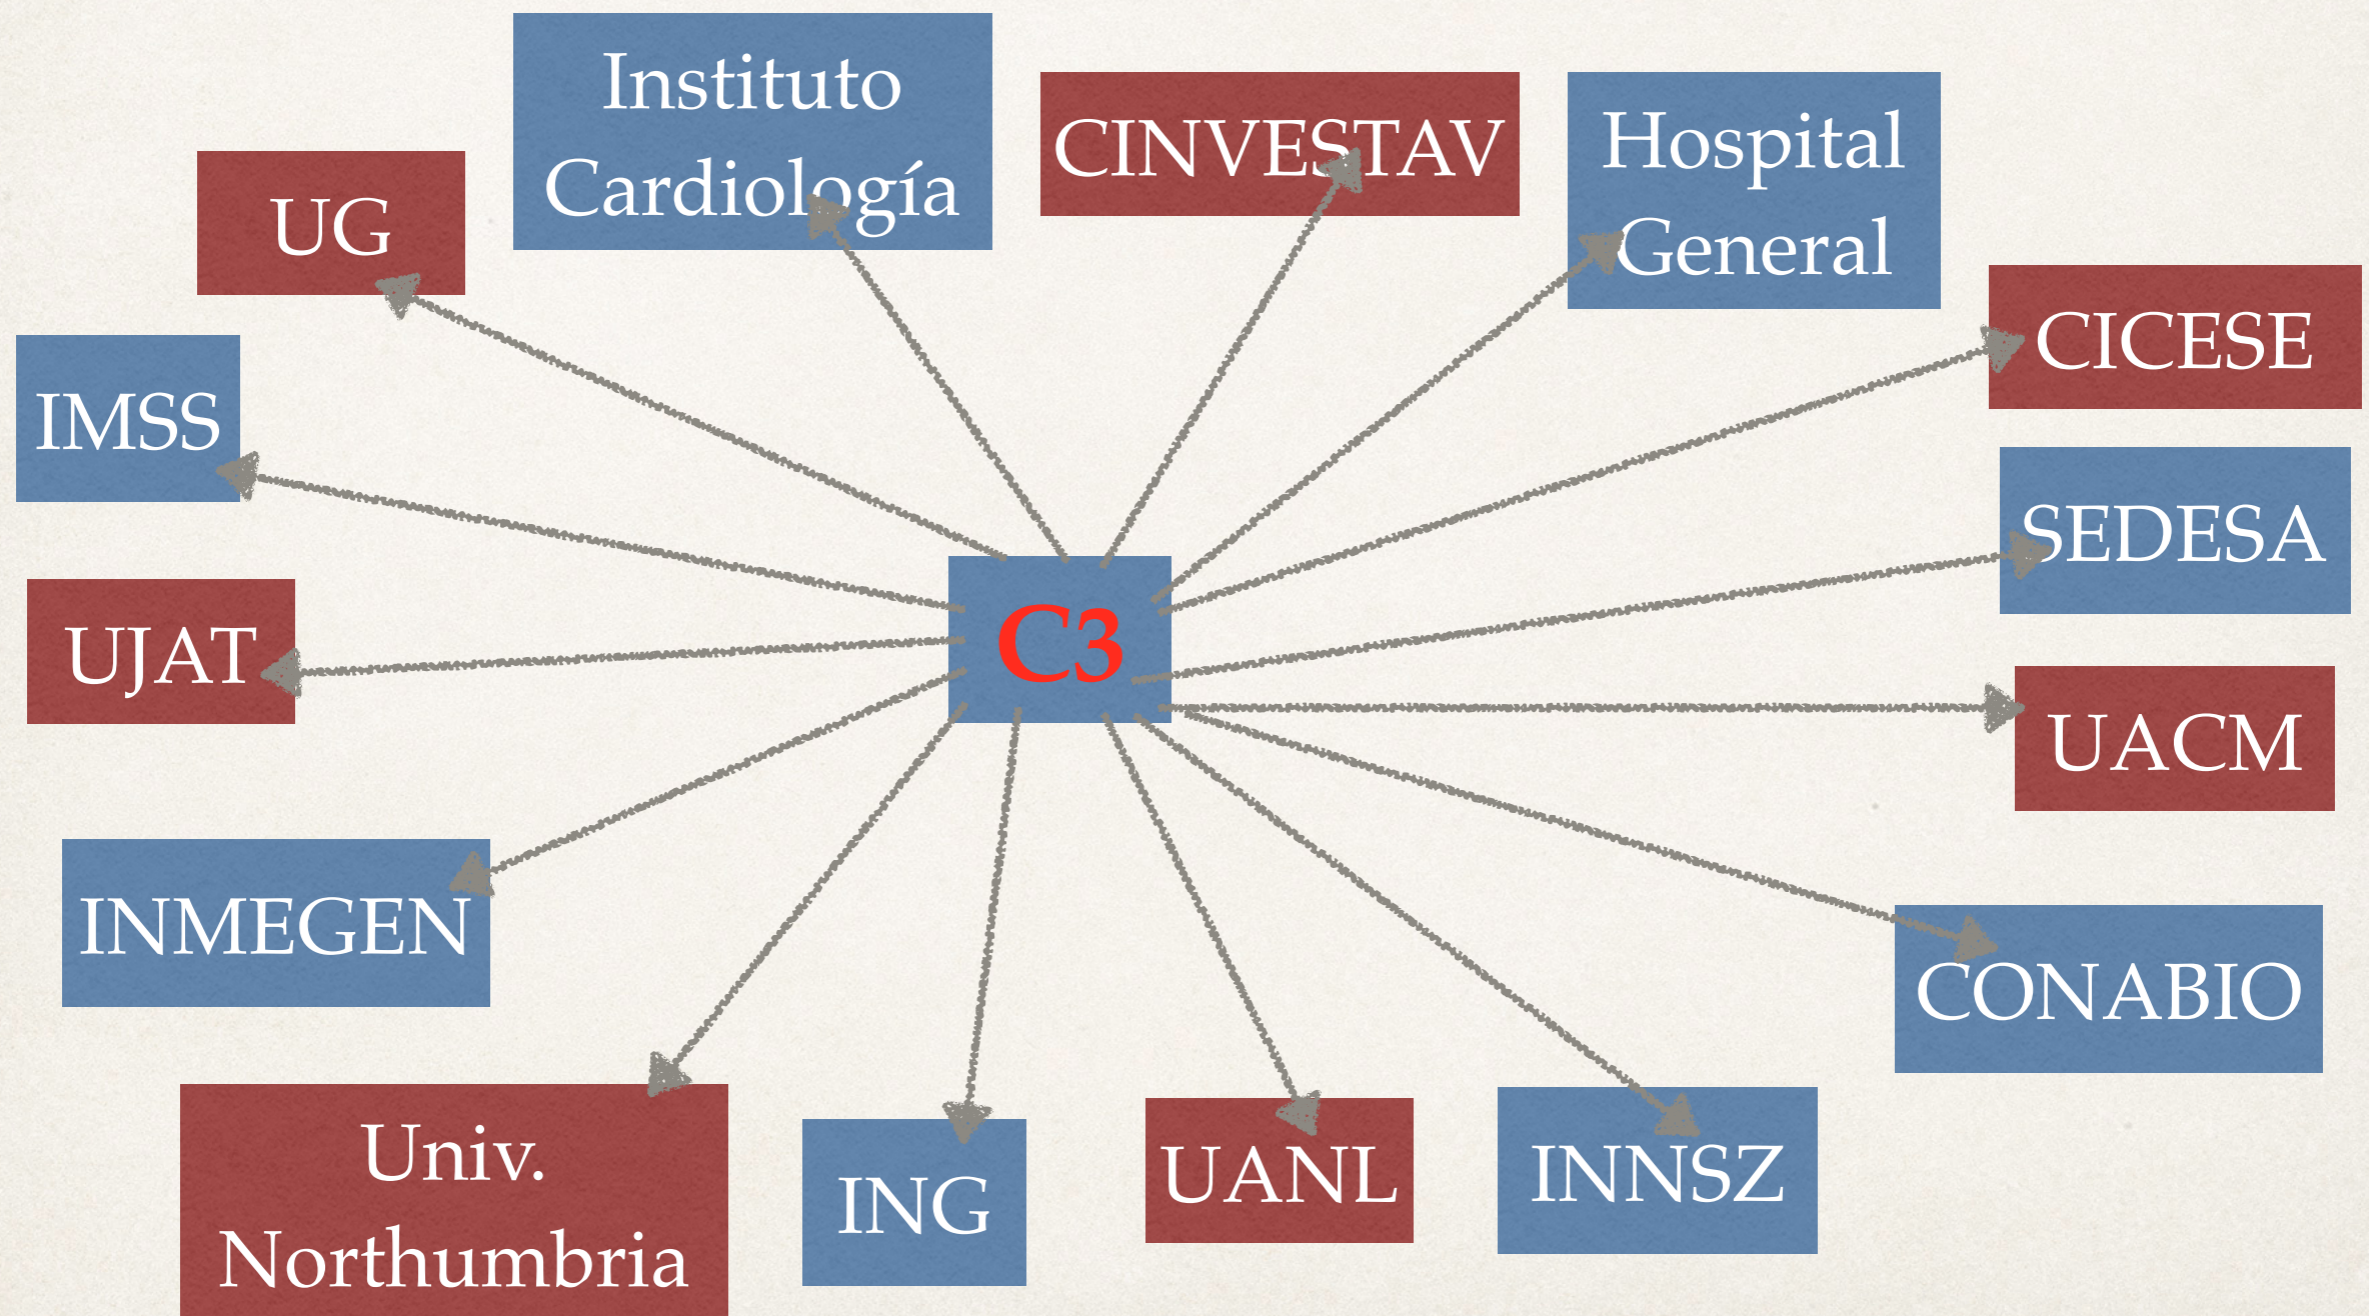 Instituto
Cardiología
CINVESTAV
Hospital
General
UG
CICESE
IMSS
SEDESA
C3
UJAT
UACM
INMEGEN
CONABIO
Univ.
Northumbria
ING
UANL
INNSZ